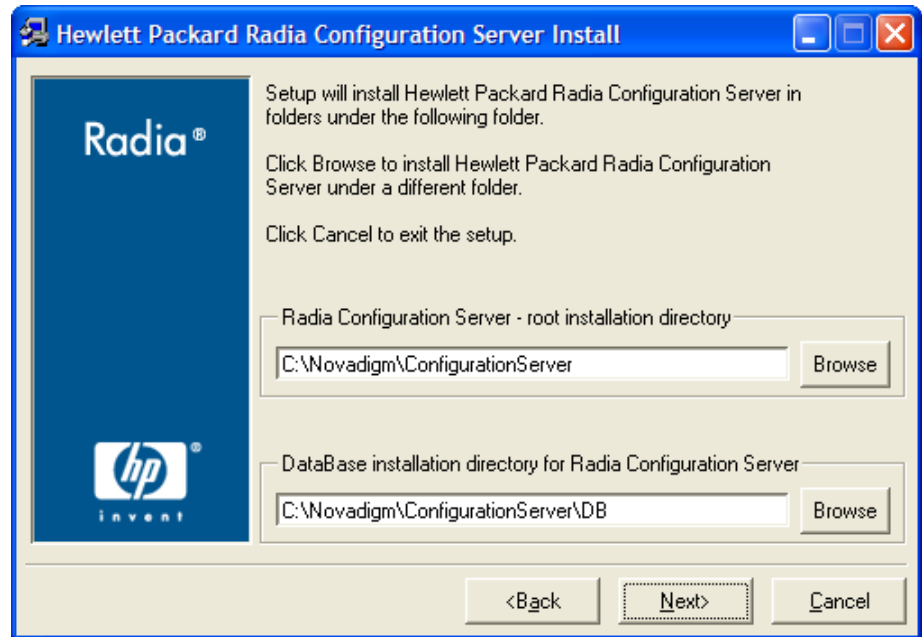 Hewlett Packard Radia Configuration Server Install
Radia®
Setup will install Hewlett Packard Radia Configuration Server in
folders under the following folder.
Click Browse to install Hewlett Packard Radia Configuration
Server under a different folder.
Click Cancel to exit the setup.
Radia Configuration Server - root installation directory
C:\Novadigm\ConfigurationServer
Browse
DataBase installation directory for Radia Configuration Server
C:\Novadigm\ConfigurationServer\DB
Browse
hp®
invent
<Back
Next>
Cancel